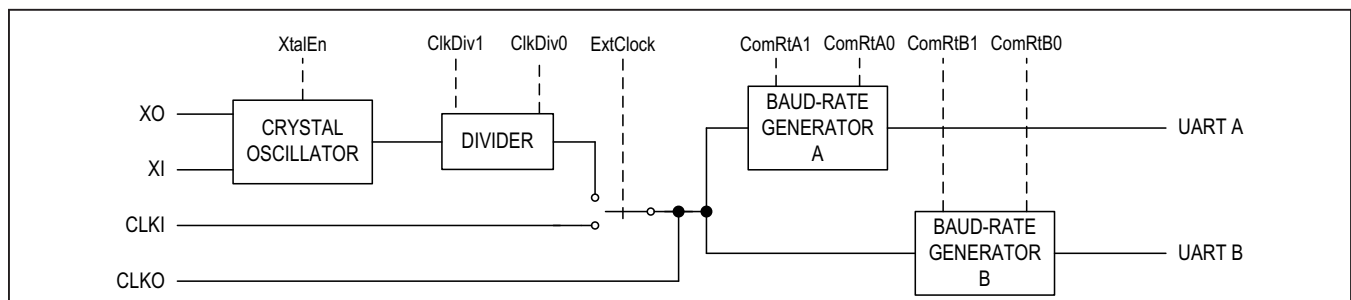 XtalEn
ClkDiv1
ClkDiv0
ExtClock
ComRtA1
ComRtA0
ComRtB1
ComRtB0
XO
XI
CRYSTAL
OSCILLATOR
DIVIDER
BAUD-RATE
GENERATOR
A
UART A
CLKI
BAUD-RATE
GENERATOR
B
UART B
CLKO